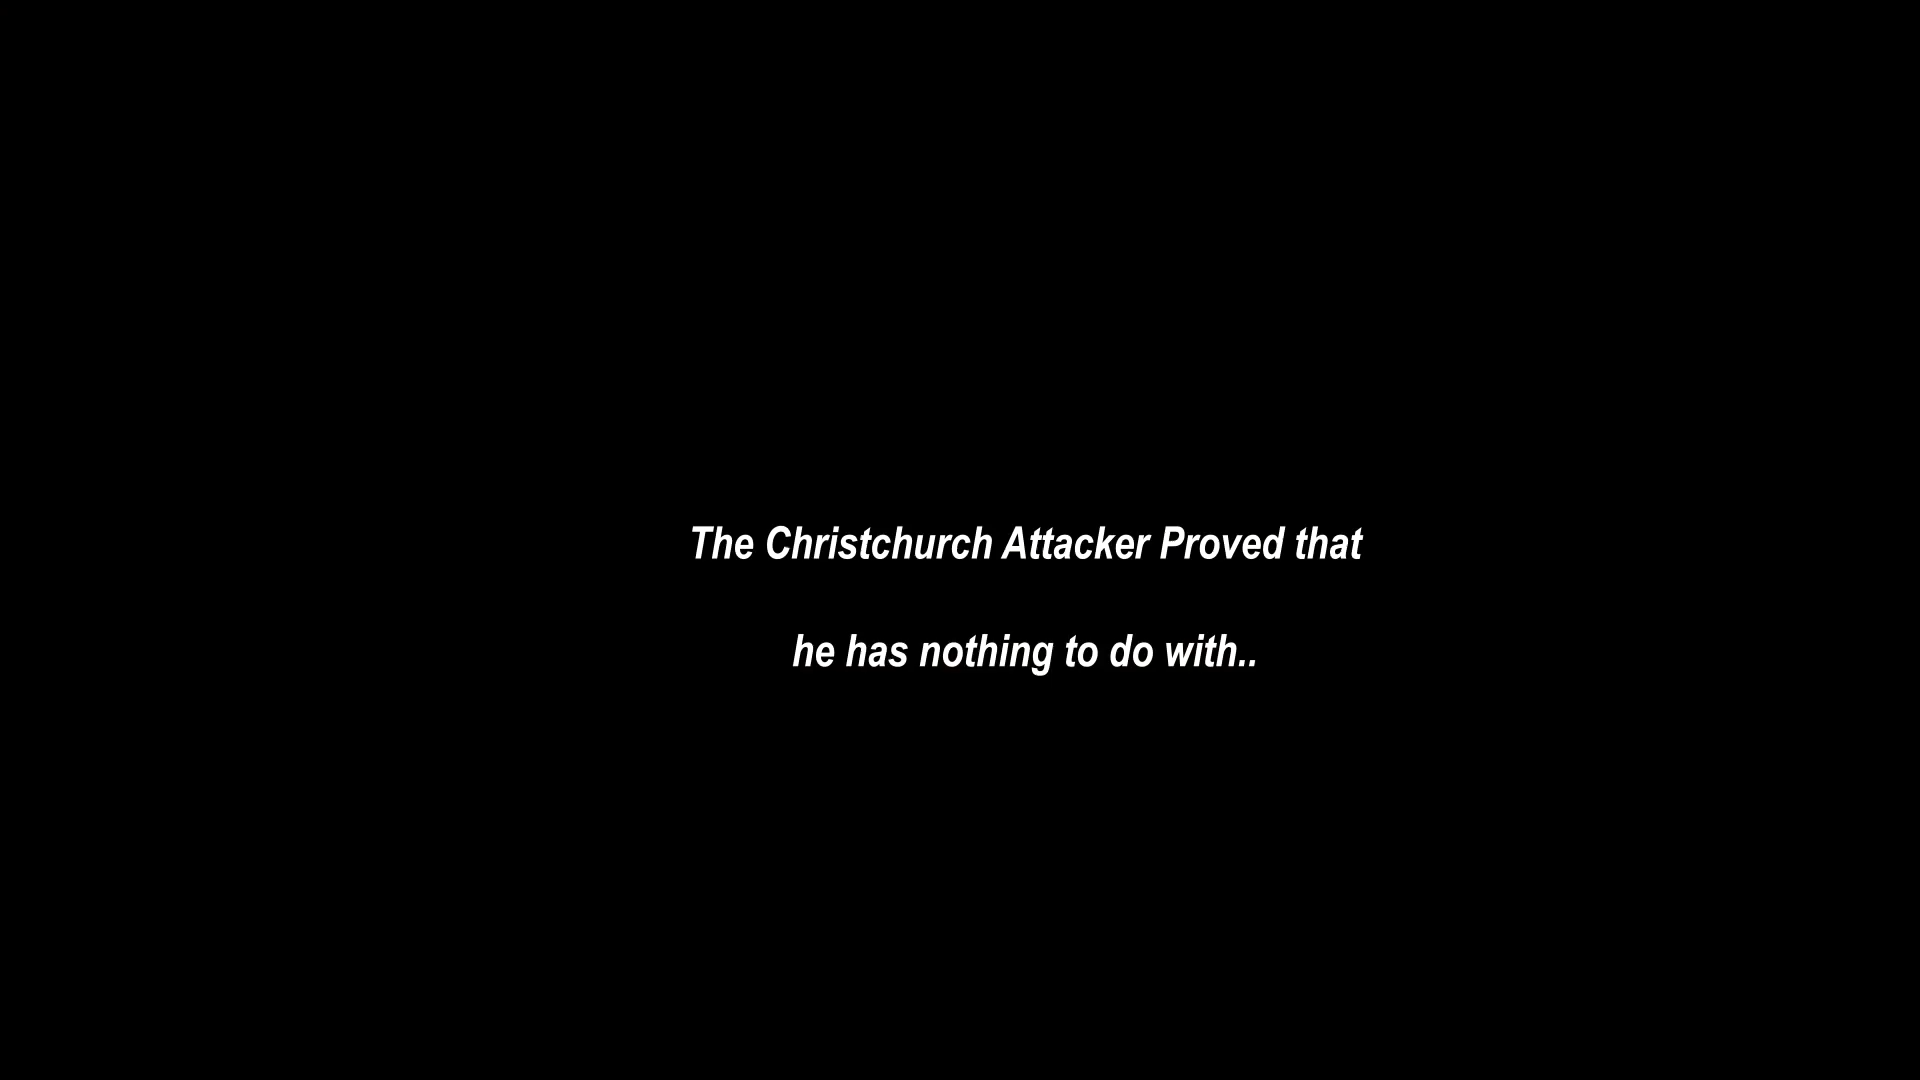 The Christchurch Attacker Proved that
he has nothing to do with..